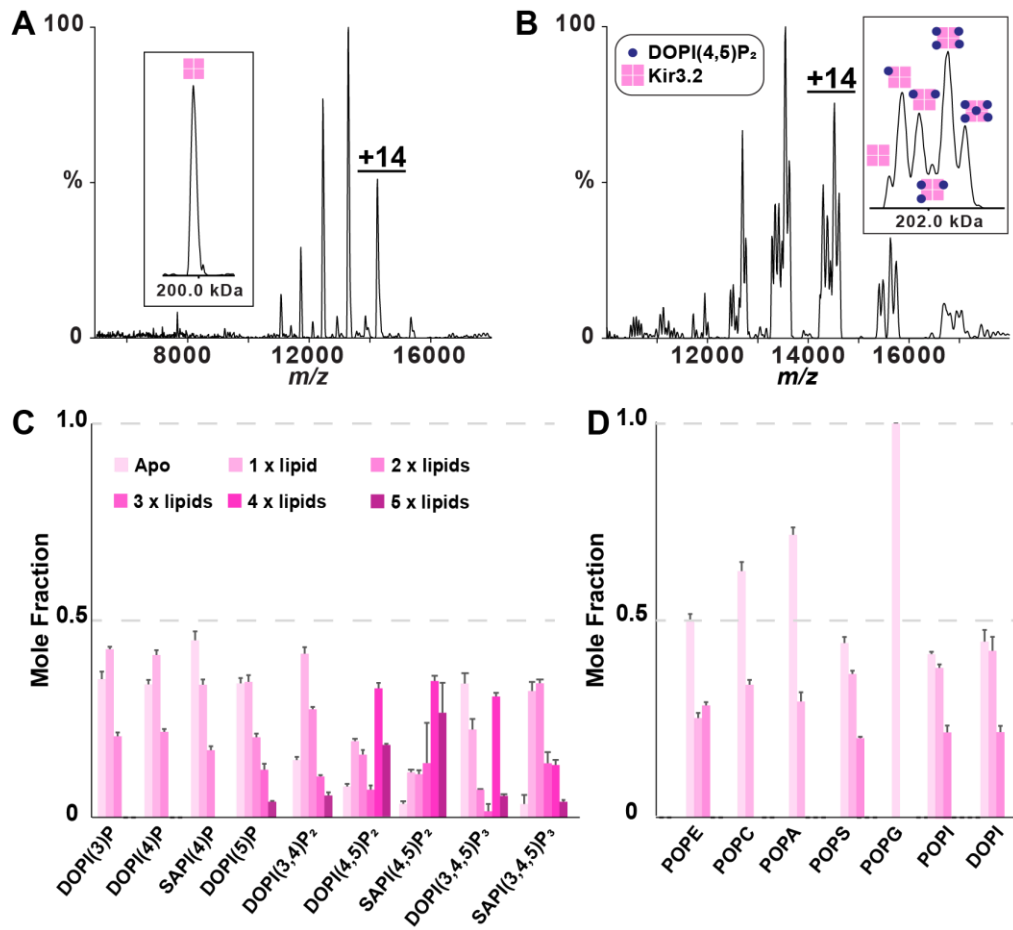 A
100
%
0
+14
200.0 kDa
8000
12000
16000
m/z
B
100
%
0
DOPI(4,5)P₂
Kir3.2
+14
202.0 kDa
12000
14000
16000
m/z
C
1.0
0.5
0
Mole Fraction
Apo
1 x lipid
2 x lipids
3 x lipids
4 x lipids
5 x lipids
DOPI(3)P
DOPI(4)P
SAPI(4)P
DOPI(5)P
DOPI(3,4)P₂
DOPI(4,5)P₂
SAPI(4,5)P₂
DOPI(3,4,5)P₃
SAPI(3,4,5)P₃
D
1.0
0.5
0
Mole Fraction
POPE
POPC
POPA
POPS
POPG
POPI
DOPI